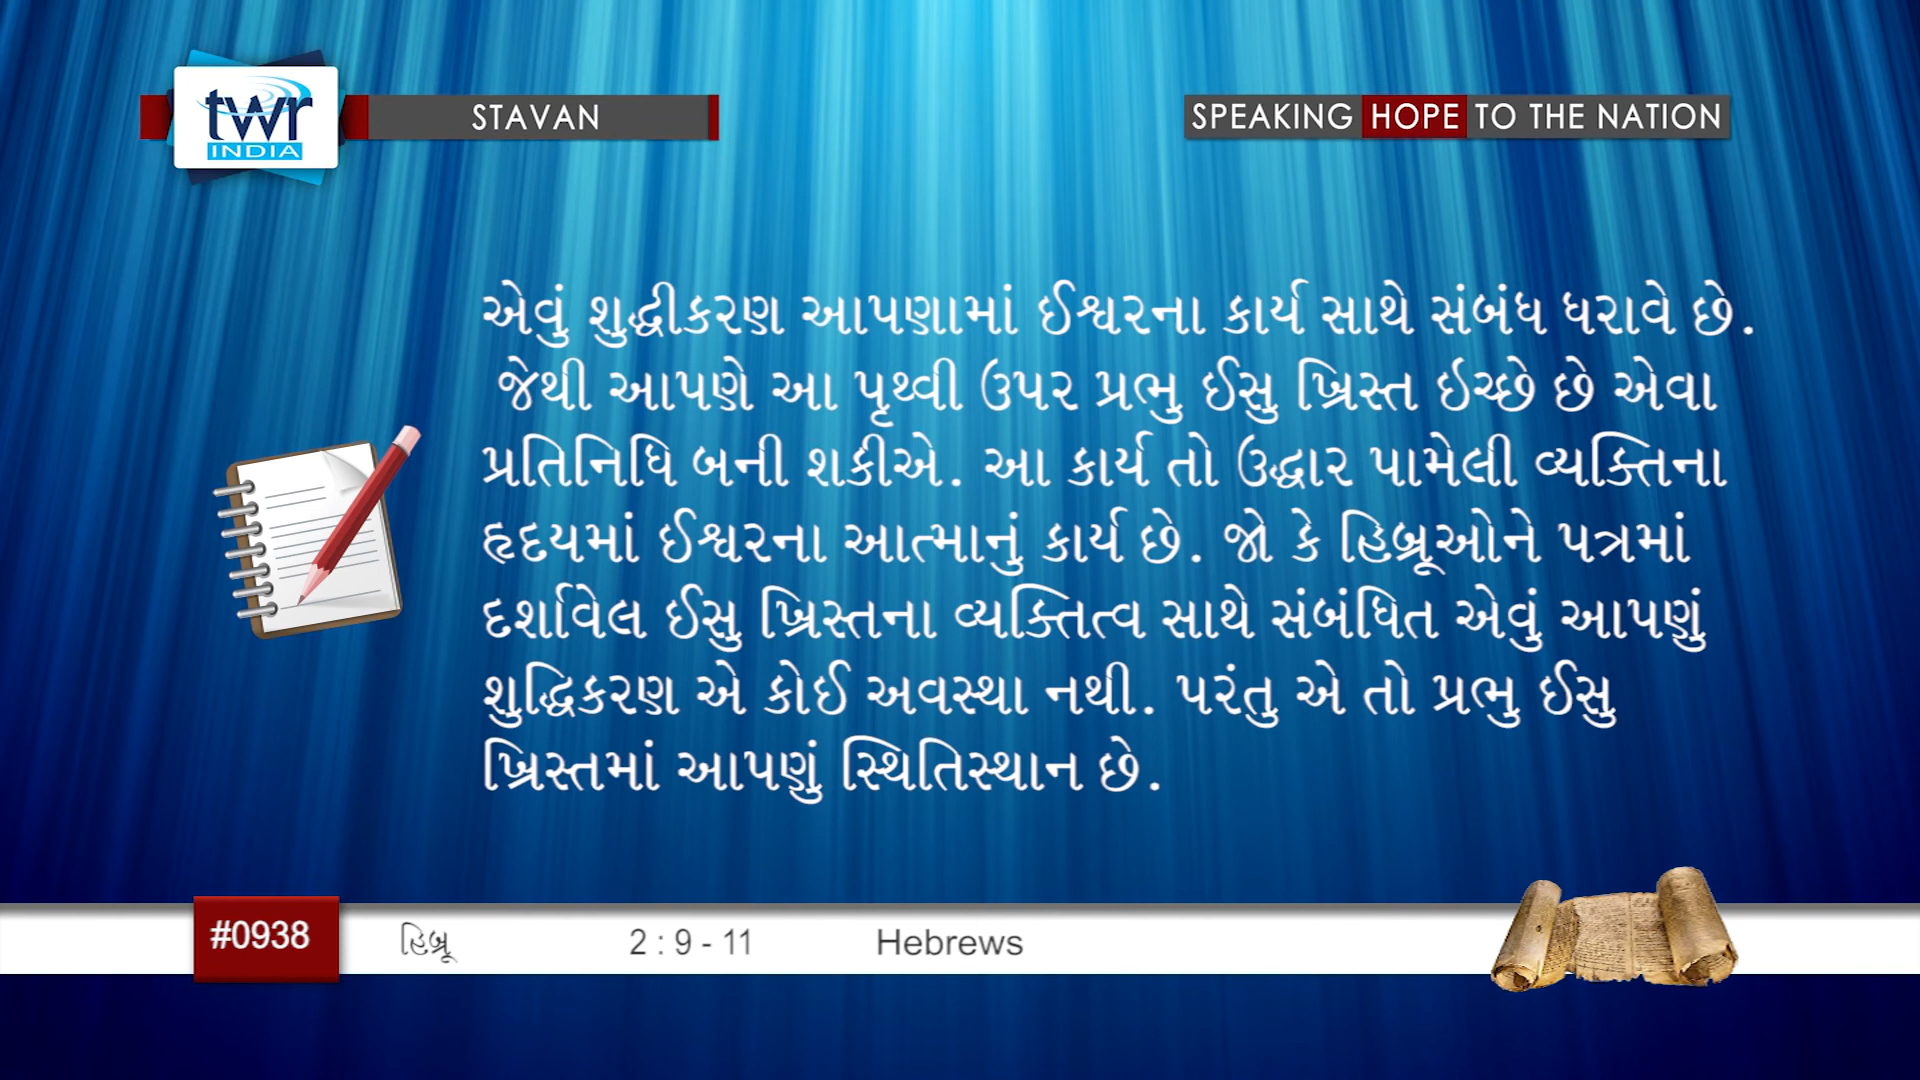 twr
INDIA
STAVAN
SPEAKING HOPE TO THE NATION
એવું શુદ્ધીકરણ આપણામાં ઈશ્વરના કાર્ય સાથે સંબંધ ધરાવે છે.
જેથી આપણે આ પૃથ્વી ઉપર પ્રભુ ઈસુ ખ્રિસ્ત ઇચ્છે છે એવા
પ્રતિનિધિ બની શકીએ. આ કાર્ય તો ઉદ્ધાર પામેલી વ્યક્તિના
હૃદયમાં ઈશ્વરના આત્માનું કાર્ય છે. જો કે હિબ્રૂઓને પત્રમાં
દર્શાવેલ ઈસુ ખ્રિસ્તના વ્યક્તિત્વ સાથે સંબંધિત એવું આપણું
શુદ્ધિકરણ એ કોઈ અવસ્થા નથી. પરંતુ એ તો પ્રભુ ઈસુ
ખ્રિસ્તમાં આપણું સ્થિતિસ્થાન છે.
#0938 હિબ્રૂ 2 : 9 - 11 Hebrews